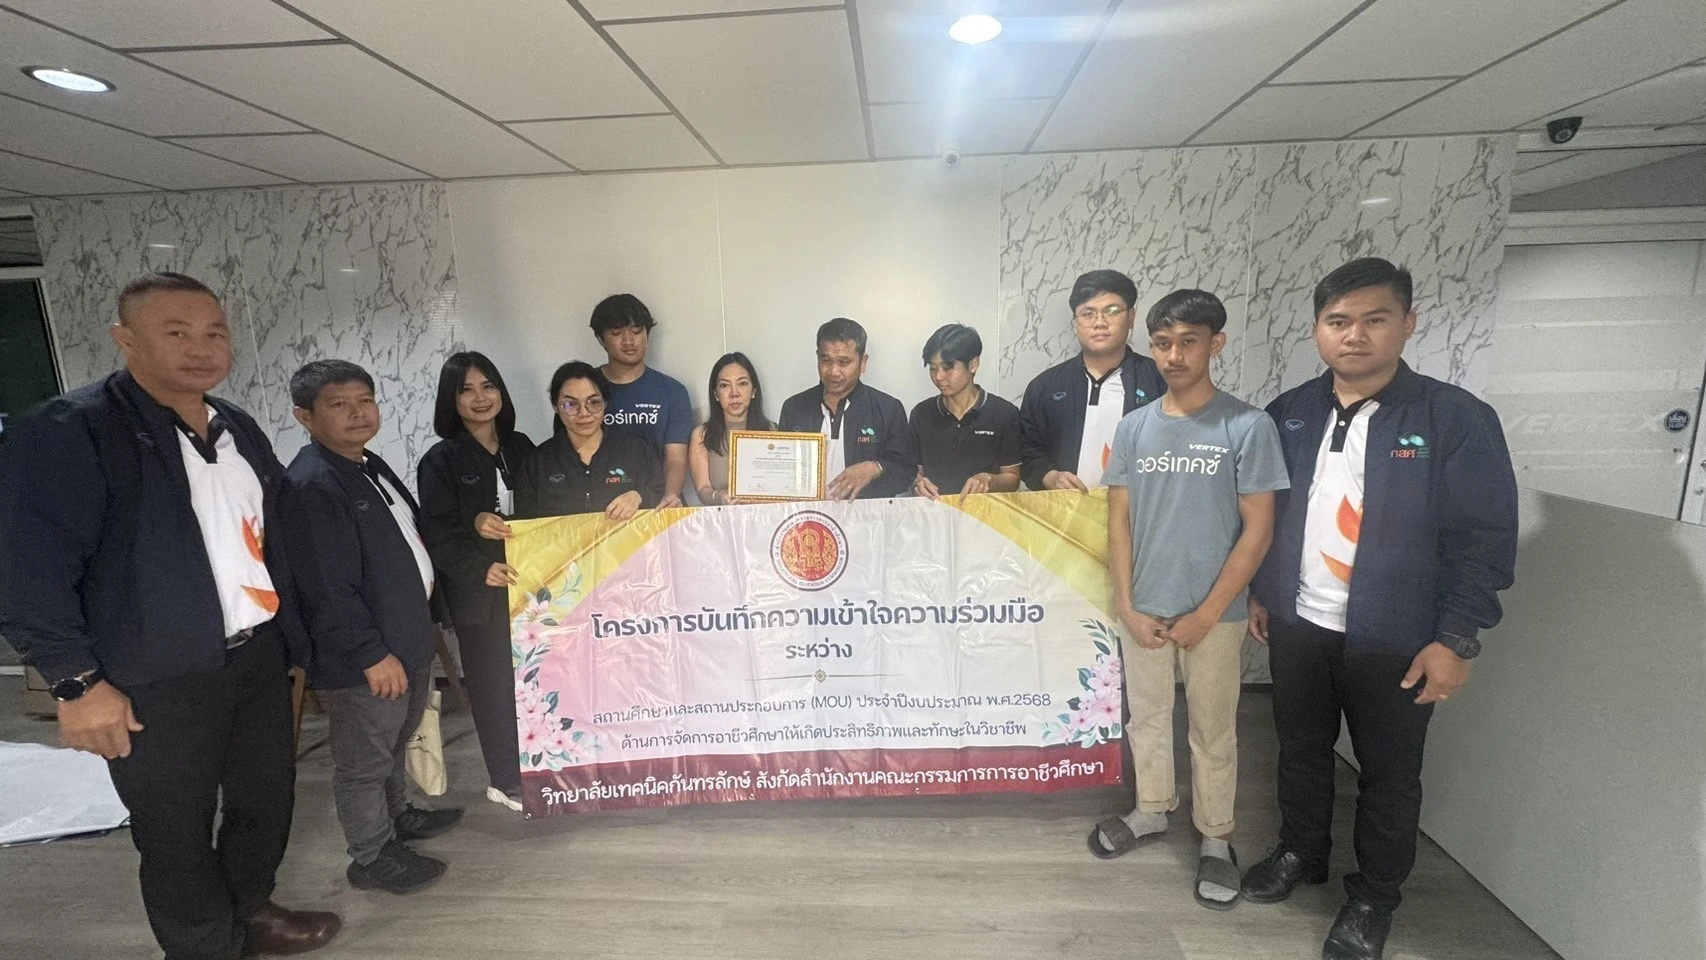 VERTEX
วอร์เทคซ์
VERTEX
VERTEX
วอร์เทคซ์
กสศ
กสศ
กสศ
VERTEX
โครงการบันทึกความเข้าใจความร่วมมือ
ระหว่าง
สถานศึกษาและสถานประกอบการ (MOU) ประจำปีงบประมาณ พ.ศ.2568
ด้านการจัดการอาชีวศึกษาให้เกิดประสิทธิภาพและทักษะในวิชาชีพ
วิทยาลัยเทคนิคกันทรลักษ์ สังกัดสำนักงานคณะกรรมการการอาชีวศึกษา